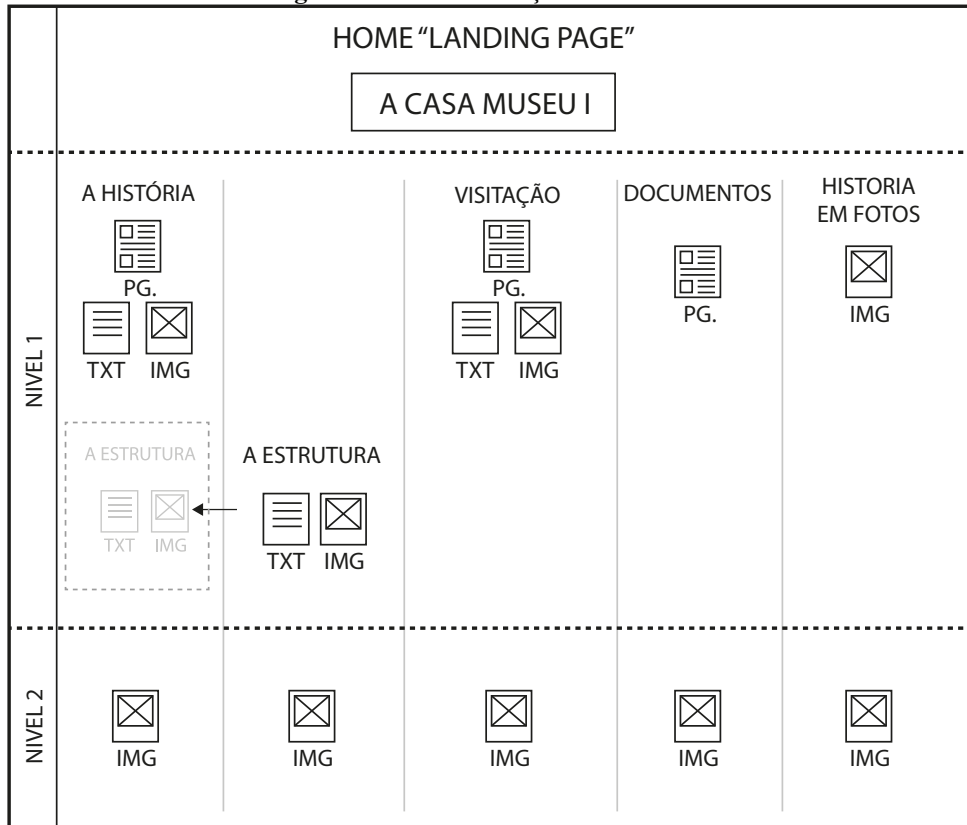 HOME “LANDING PAGE”
A CASA MUSEU I
NIVEL 1
A HISTÓRIA
PG.
TXT IMG
A ESTRUTURA
TXT IMG
A ESTRUTURA
TXT IMG
VISITAÇÃO
PG.
TXT IMG
DOCUMENTOS
PG.
HISTORIA
EM FOTOS
IMG
NIVEL 2
IMG
IMG
IMG
IMG
IMG